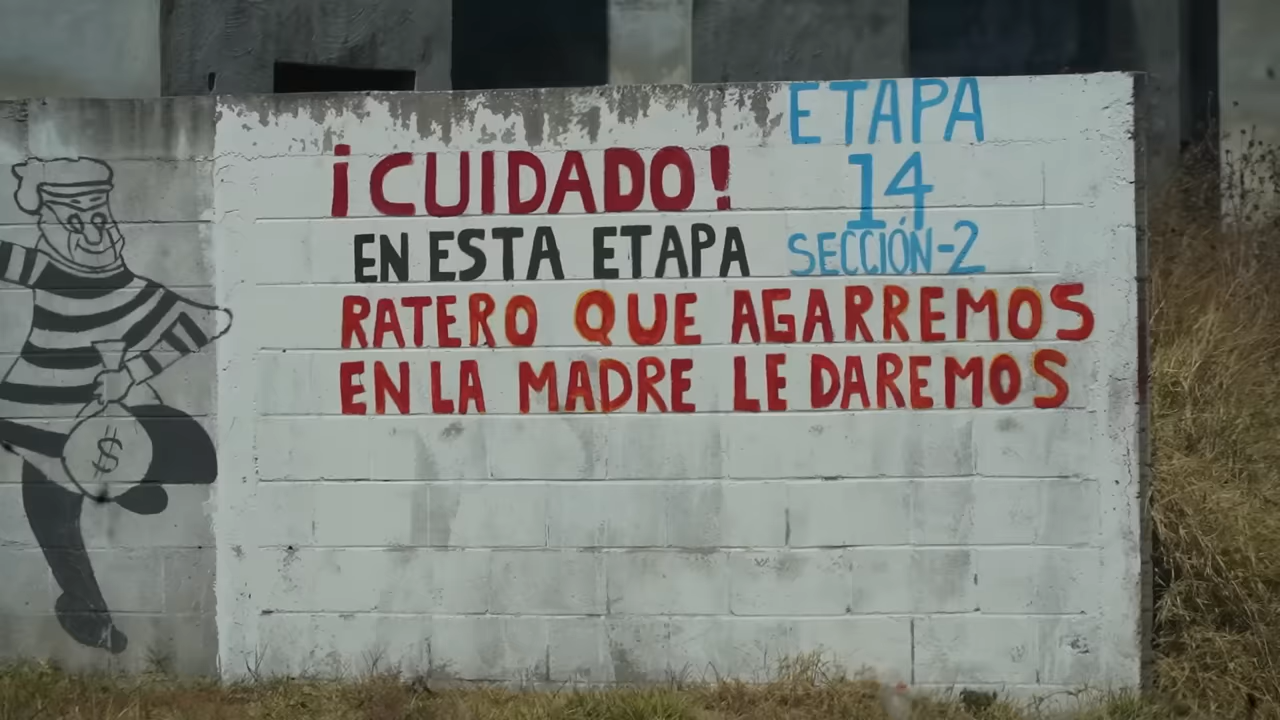 ¡CUIDADO!
EN ESTA ETAPA
RATERO QUE AGARREMOS
EN LA MADRE LE DAREMOS
ETAPA
14
SECCIÓN-2
$